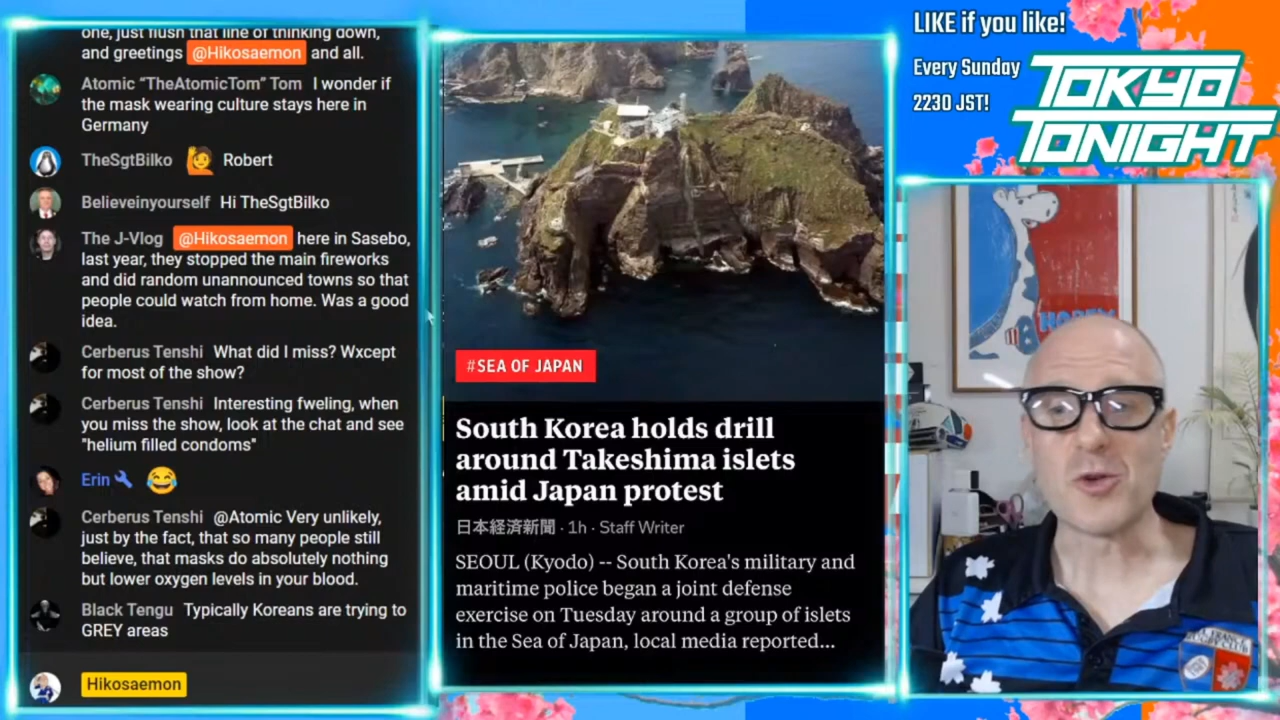 one, just flush that line of thinking down,
and greetings @Hikosaemon and all.
Atomic “TheAtomicTom” Tom I wonder if
the mask wearing culture stays here in
Germany
TheSgtBilko 🙋 Robert
Believeinyourself Hi TheSgtBilko
The J-Vlog @Hikosaemon here in Sasebo,
last year, they stopped the main fireworks
and did random unannounced towns so that
people could watch from home. Was a good
idea.
Cerberus Tenshi What did I miss? Wxcept
for most of the show?
Cerberus Tenshi Interesting fweling, when
you miss the show, look at the chat and see
"helium filled condoms"
Erin 🔧 😂
Cerberus Tenshi @Atomic Very unlikely,
just by the fact, that so many people still
believe, that masks do absolutely nothing
but lower oxygen levels in your blood.
Black Tengu Typically Koreans are trying to
GREY areas
Hikosaemon
#SEA OF JAPAN
South Korea holds drill
around Takeshima islets
amid Japan protest
日本経済新聞 · 1h · Staff Writer
SEOUL (Kyodo) -- South Korea's military and
maritime police began a joint defense
exercise on Tuesday around a group of islets
in the Sea of Japan, local media reported...
LIKE if you like!
Every Sunday
2230 JST!
TOKYO
TONIGHT